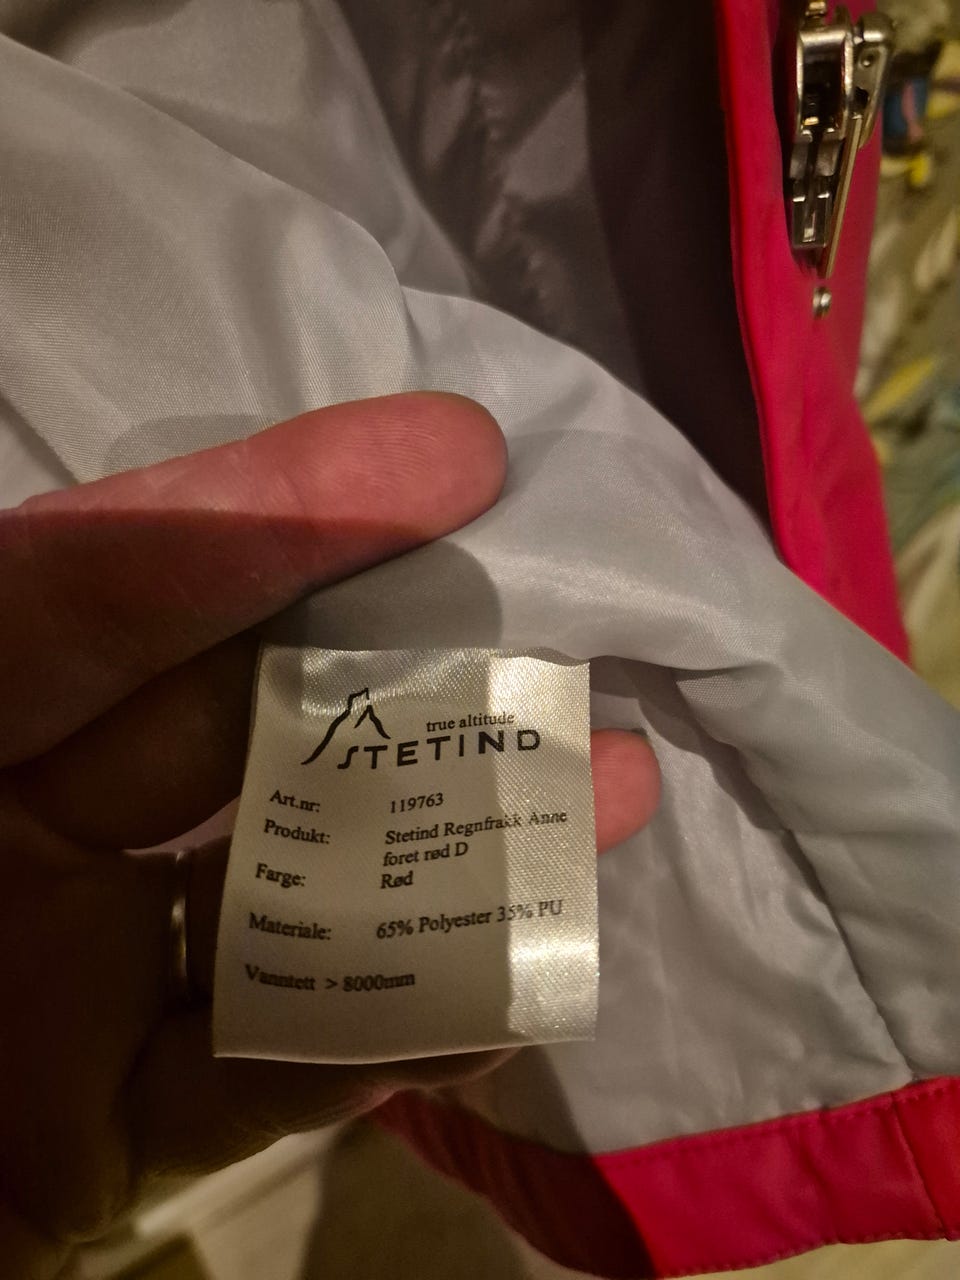 true altitude
STETIND
Art.nr: 119763
Produkt: Stetind Regnfrakk Anne
foret rød D
Farge: Rød
Materiale: 65% Polyester 35% PU
Vanntett > 8000mm